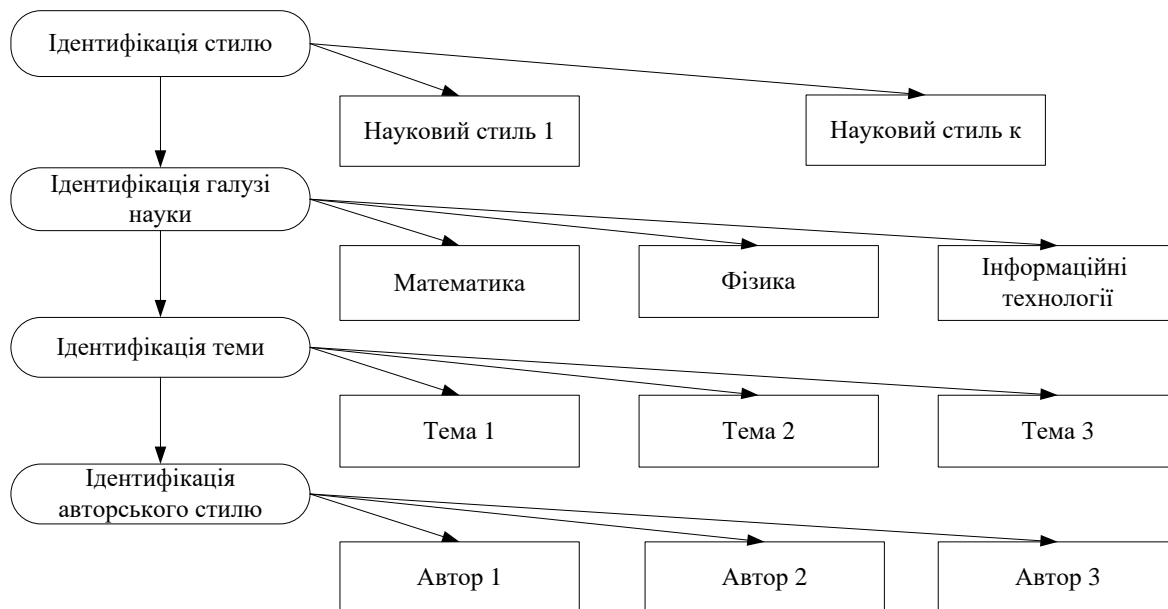 Ідентифікація стилю
Науковий стиль 1
Науковий стиль к
Ідентифікація галузі
науки
Математика
Фізика
Інформаційні
технології
Ідентифікація теми
Тема 1
Тема 2
Тема 3
Ідентифікація
авторського стилю
Автор 1
Автор 2
Автор 3